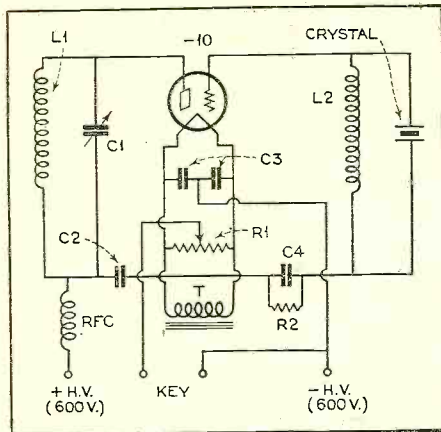 L1
-10
CRYSTAL
L2
C1
C3
C2
R1
C4
T
R2
RFC
+ H.V.
(600 V.)
KEY
- H.V.
(600 V.)